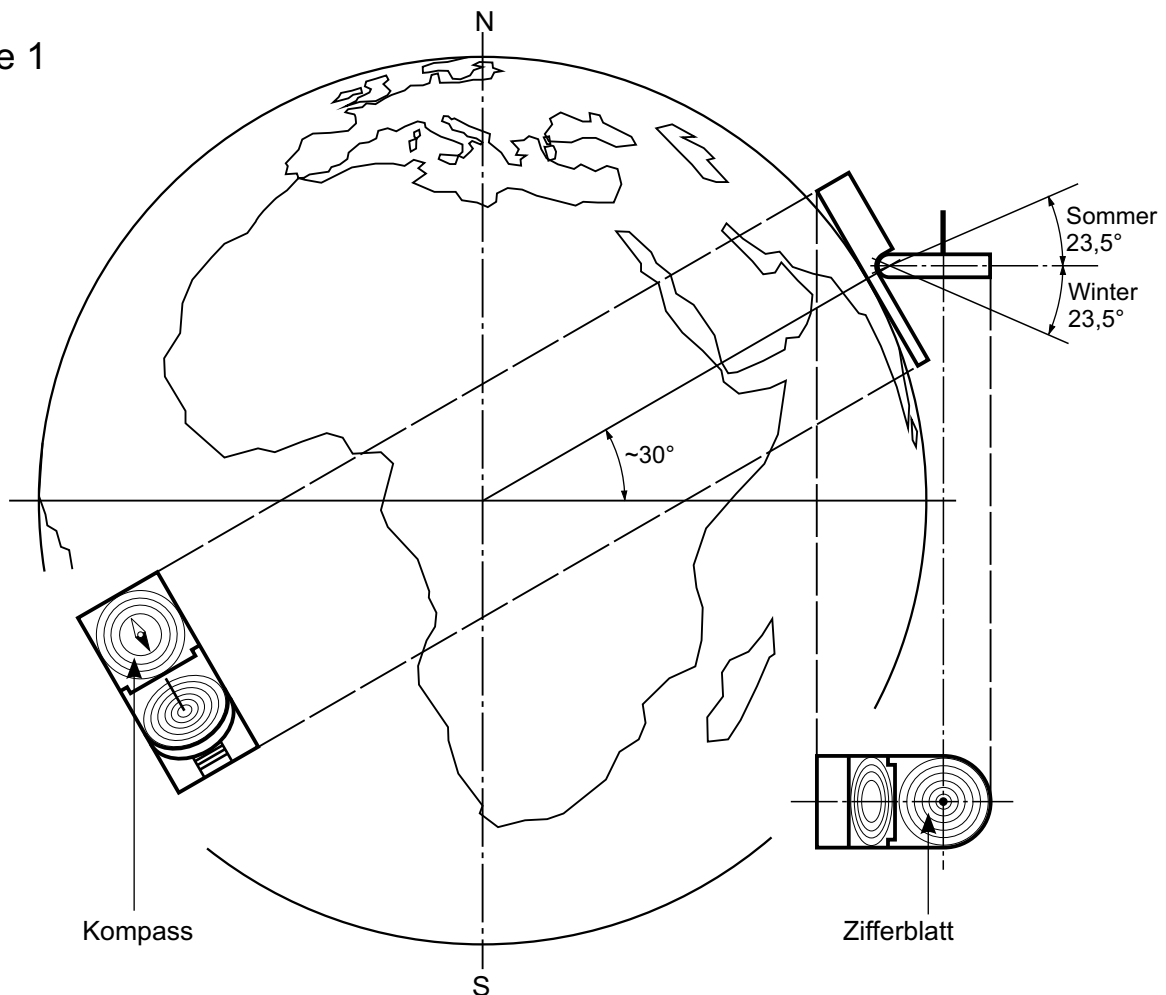 e 1
N
Sommer
23,5°
Winter
23,5°
~30°
Kompass
Zifferblatt
S